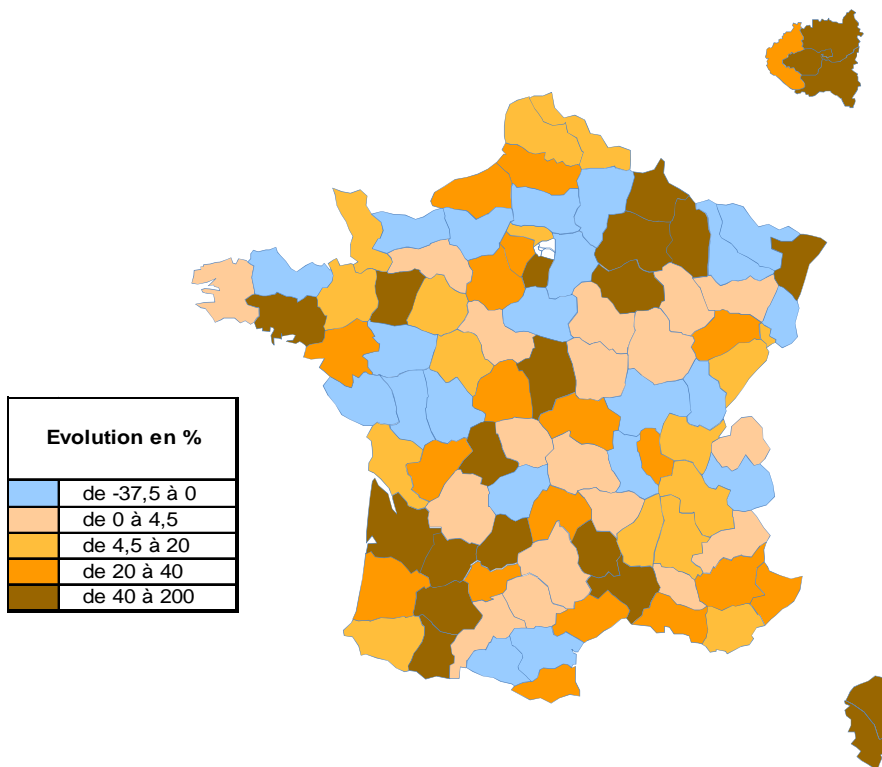 Evolution en %
de -37,5 à 0
de 0 à 4,5
de 4,5 à 20
de 20 à 40
de 40 à 200